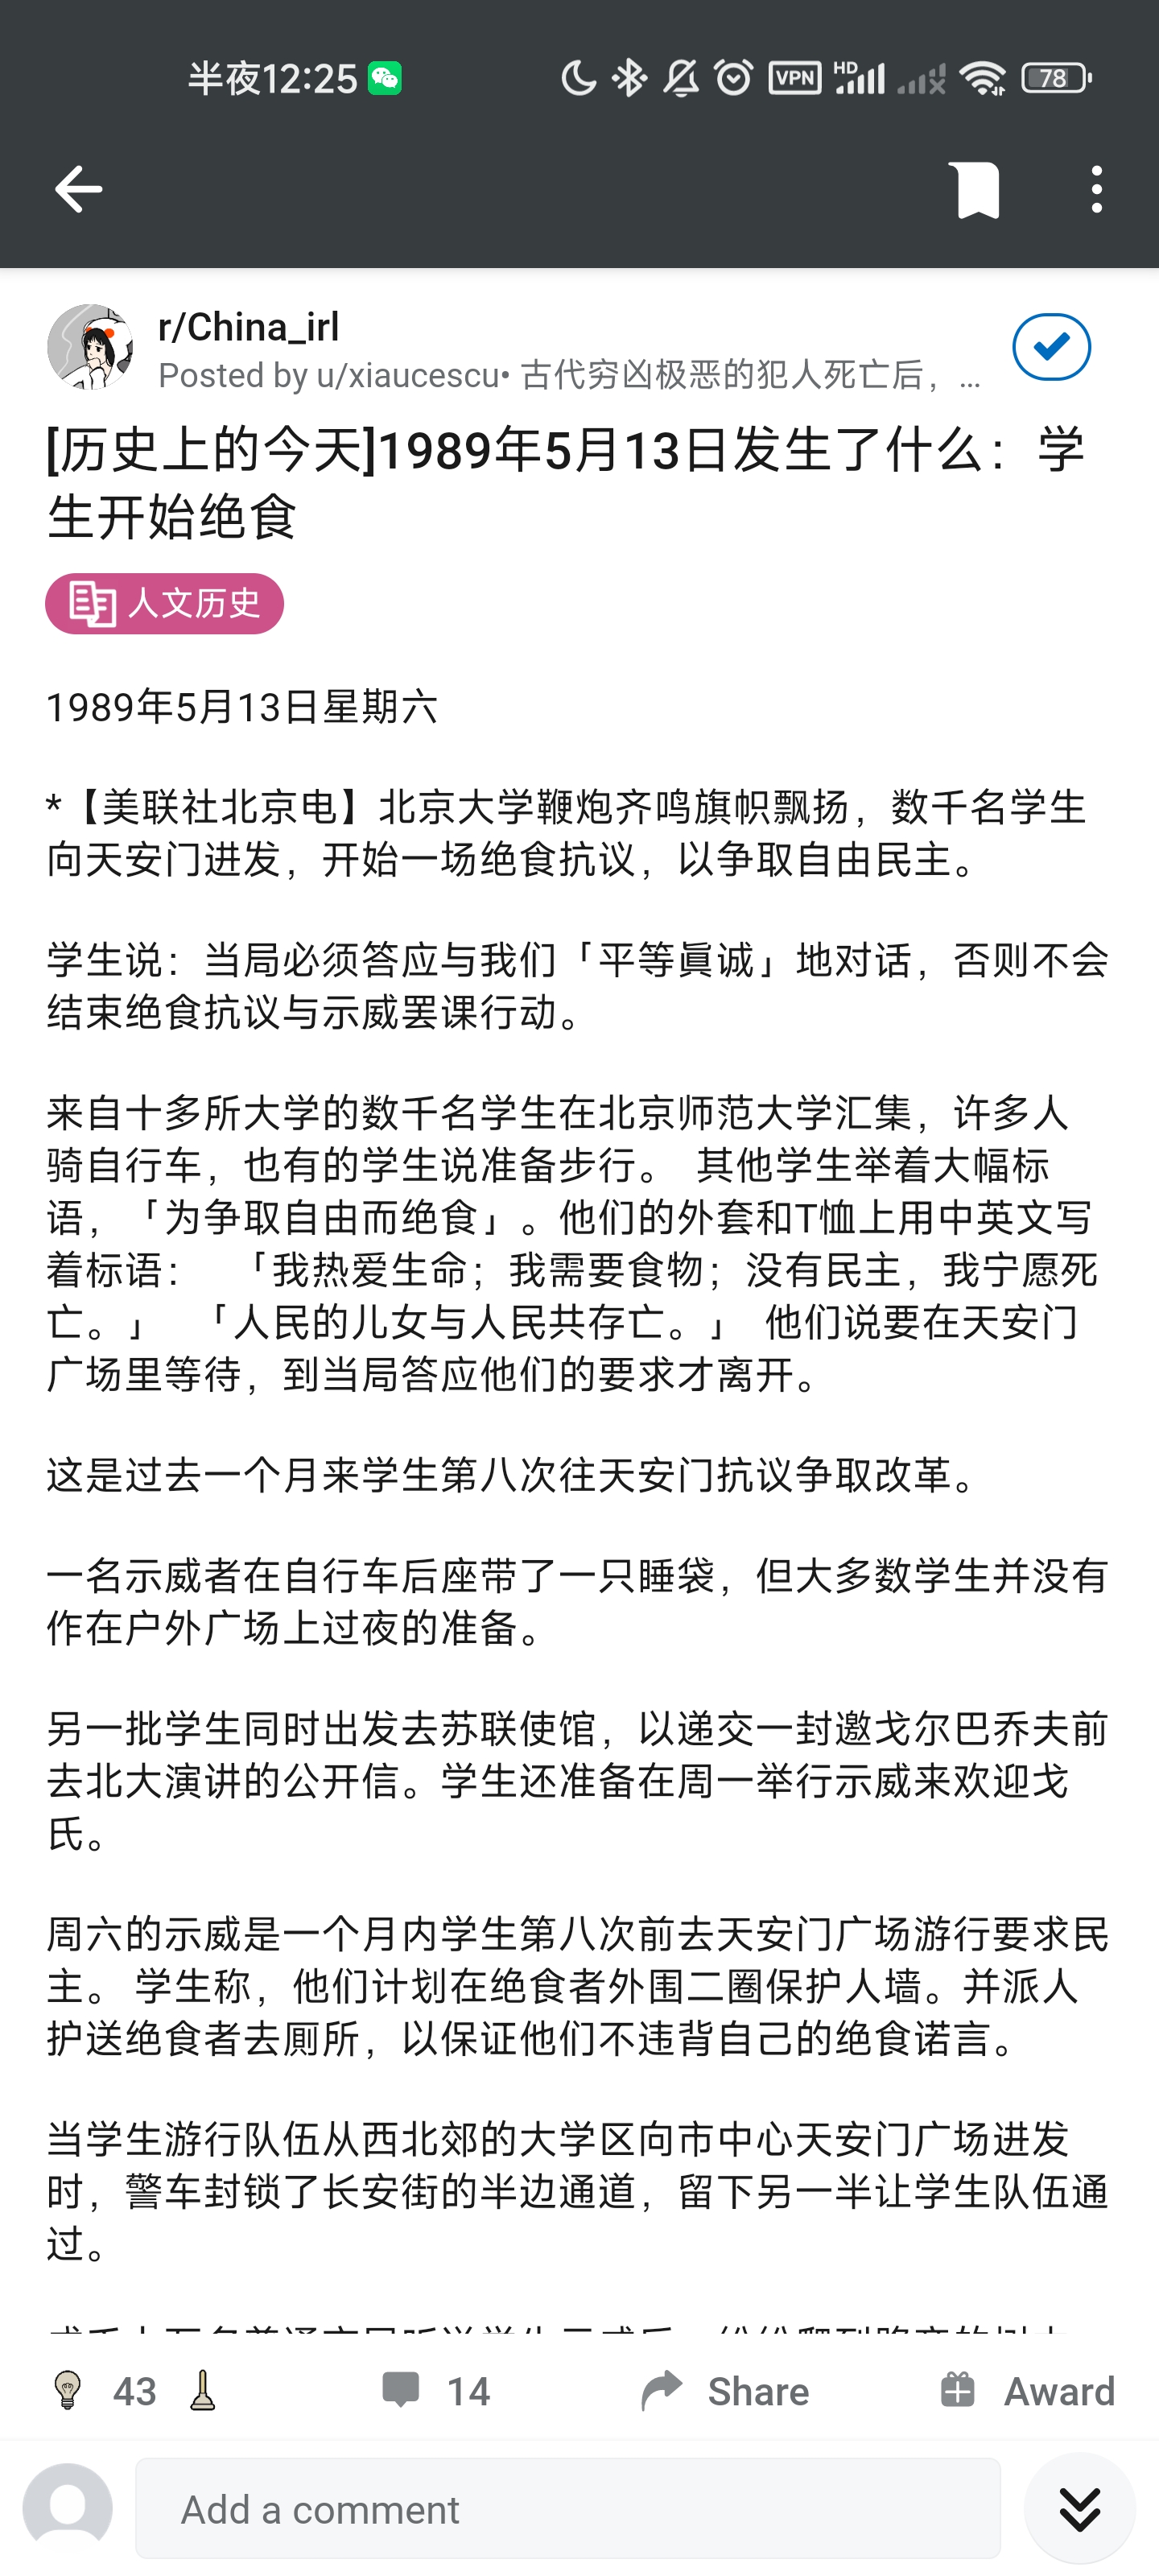 半夜12:25
VPN
HD
78
r/China_irl
Posted by u/xiaucescu• 古代穷凶极恶的犯人死亡后，...
[历史上的今天]1989年5月13日发生了什么：学
生开始绝食
人文历史
1989年5月13日星期六
*【美联社北京电】北京大学鞭炮齐鸣旗帜飘扬，数千名学生
向天安门进发，开始一场绝食抗议，以争取自由民主。
学生说：当局必须答应与我们「平等眞诚」地对话，否则不会
结束绝食抗议与示威罢课行动。
来自十多所大学的数千名学生在北京师范大学汇集，许多人
骑自行车，也有的学生说准备步行。 其他学生举着大幅标
语，「为争取自由而绝食」。他们的外套和T恤上用中英文写
着标语： 「我热爱生命；我需要食物；没有民主，我宁愿死
亡。」 「人民的儿女与人民共存亡。」 他们说要在天安门
广场里等待，到当局答应他们的要求才离开。
这是过去一个月来学生第八次往天安门抗议争取改革。
一名示威者在自行车后座带了一只睡袋，但大多数学生并没有
作在户外广场上过夜的准备。
另一批学生同时出发去苏联使馆，以递交一封邀戈尔巴乔夫前
去北大演讲的公开信。学生还准备在周一举行示威来欢迎戈
氏。
周六的示威是一个月内学生第八次前去天安门广场游行要求民
主。 学生称，他们计划在绝食者外围二圈保护人墙。并派人
护送绝食者去厕所，以保证他们不违背自己的绝食诺言。
当学生游行队伍从西北郊的大学区向市中心天安门广场进发
时，警车封锁了长安街的半边通道，留下另一半让学生队伍通
过。
43
14
Share
Award
Add a comment